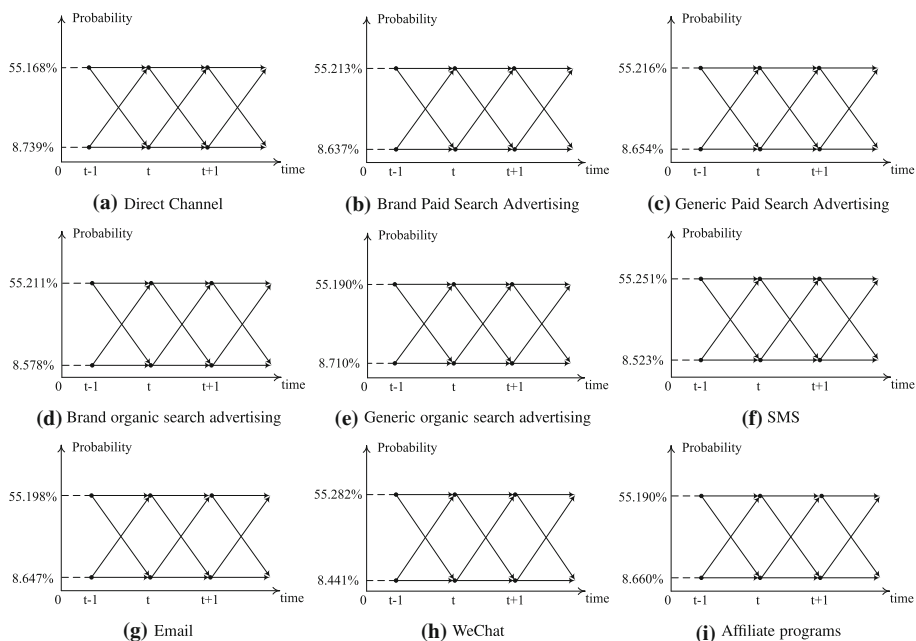 Probability
55.168%
8.739%
0 t-1 t t+1 time
(a) Direct Channel
Probability
55.213%
8.637%
0 t-1 t t+1 time
(b) Brand Paid Search Advertising
Probability
55.216%
8.654%
0 t-1 t t+1 time
(c) Generic Paid Search Advertising
Probability
55.211%
8.578%
0 t-1 t t+1 time
(d) Brand organic search advertising
Probability
55.190%
8.710%
0 t-1 t t+1 time
(e) Generic organic search advertising
Probability
55.251%
8.523%
0 t-1 t t+1 time
(f) SMS
Probability
55.198%
8.647%
0 t-1 t t+1 time
(g) Email
Probability
55.282%
8.441%
0 t-1 t t+1 time
(h) WeChat
Probability
55.190%
8.660%
0 t-1 t t+1 time
(i) Affiliate programs